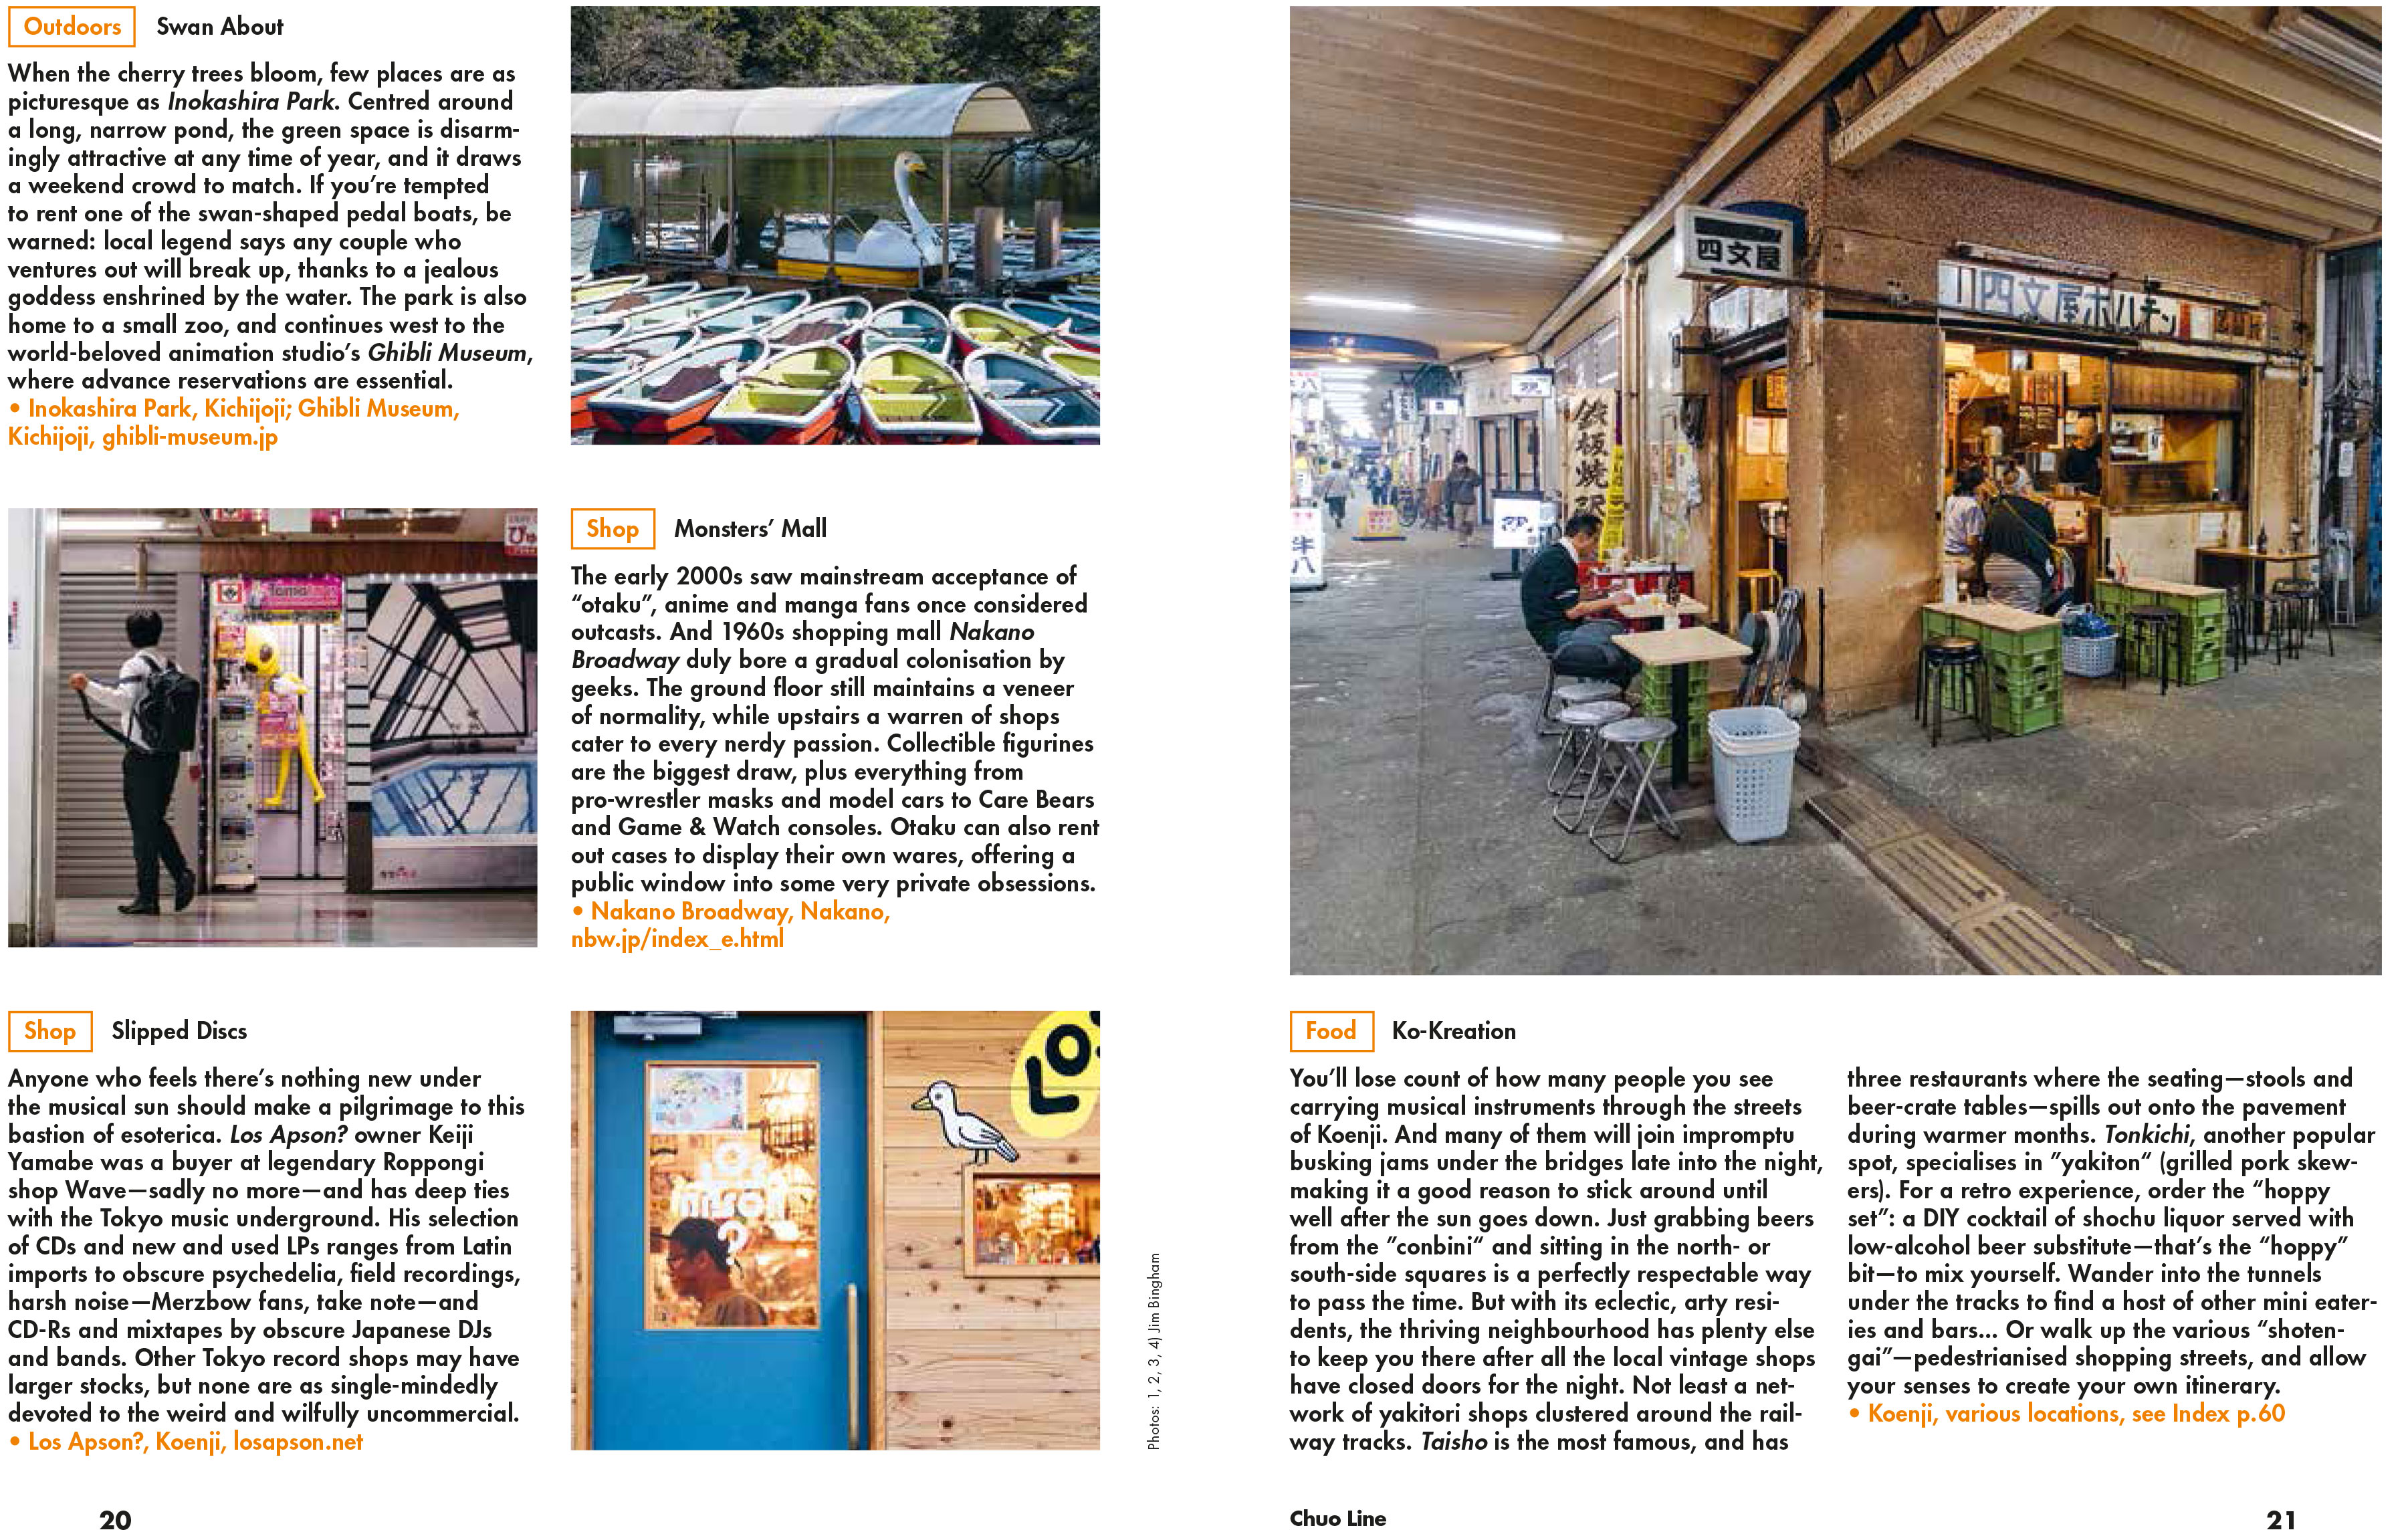 Outdoors Swan About
When the cherry trees bloom, few places are as
picturesque as Inokashira Park. Centred around
a long, narrow pond, the green space is disarm-
ingly attractive at any time of year, and it draws
a weekend crowd to match. If you’re tempted
to rent one of the swan-shaped pedal boats, be
warned: local legend says any couple who
ventures out will break up, thanks to a jealous
goddess enshrined by the water. The park is also
home to a small zoo, and continues west to the
world-beloved animation studio’s Ghibli Museum,
where advance reservations are essential.
• Inokashira Park, Kichijoji; Ghibli Museum,
Kichijoji, ghibli-museum.jp
Shop Monsters’ Mall
The early 2000s saw mainstream acceptance of
“otaku”, anime and manga fans once considered
outcasts. And 1960s shopping mall Nakano
Broadway duly bore a gradual colonisation by
geeks. The ground floor still maintains a veneer
of normality, while upstairs a warren of shops
cater to every nerdy passion. Collectible figurines
are the biggest draw, plus everything from
pro-wrestler masks and model cars to Care Bears
and Game & Watch consoles. Otaku can also rent
out cases to display their own wares, offering a
public window into some very private obsessions.
• Nakano Broadway, Nakano,
nbw.jp/index_e.html
Shop Slipped Discs
Anyone who feels there’s nothing new under
the musical sun should make a pilgrimage to this
bastion of esoterica. Los Apson? owner Keiji
Yamabe was a buyer at legendary Roppongi
shop Wave—sadly no more—and has deep ties
with the Tokyo music underground. His selection
of CDs and new and used LPs ranges from Latin
imports to obscure psychedelia, field recordings,
harsh noise—Merzbow fans, take note—and
CD-Rs and mixtapes by obscure Japanese DJs
and bands. Other Tokyo record shops may have
larger stocks, but none are as single-mindedly
devoted to the weird and wilfully uncommercial.
• Los Apson?, Koenji, losapson.net
LO
Photos: 1, 2, 3, 4) Jim Bingham
20
四文屋
四文屋ホルモン
鉄板焼
牛八
Food Ko-Kreation
You’ll lose count of how many people you see
carrying musical instruments through the streets
of Koenji. And many of them will join impromptu
busking jams under the bridges late into the night,
making it a good reason to stick around until
well after the sun goes down. Just grabbing beers
from the ”conbini“ and sitting in the north- or
south-side squares is a perfectly respectable way
to pass the time. But with its eclectic, arty resi-
dents, the thriving neighbourhood has plenty else
to keep you there after all the local vintage shops
have closed doors for the night. Not least a net-
work of yakitori shops clustered around the rail-
way tracks. Taisho is the most famous, and has
three restaurants where the seating—stools and
beer-crate tables—spills out onto the pavement
during warmer months. Tonkichi, another popular
spot, specialises in ”yakiton“ (grilled pork skew-
ers). For a retro experience, order the “hoppy
set”: a DIY cocktail of shochu liquor served with
low-alcohol beer substitute—that’s the “hoppy”
bit—to mix yourself. Wander into the tunnels
under the tracks to find a host of other mini eater-
ies and bars... Or walk up the various “shoten-
gai”—pedestrianised shopping streets, and allow
your senses to create your own itinerary.
• Koenji, various locations, see Index p.60
Chuo Line
21